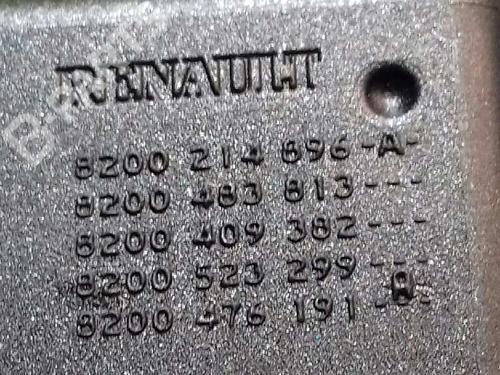 RENAULT
8200 214 896-A-
8200 483 813---
8200 409 382---
8200 523 299---
8200 476 191-A-